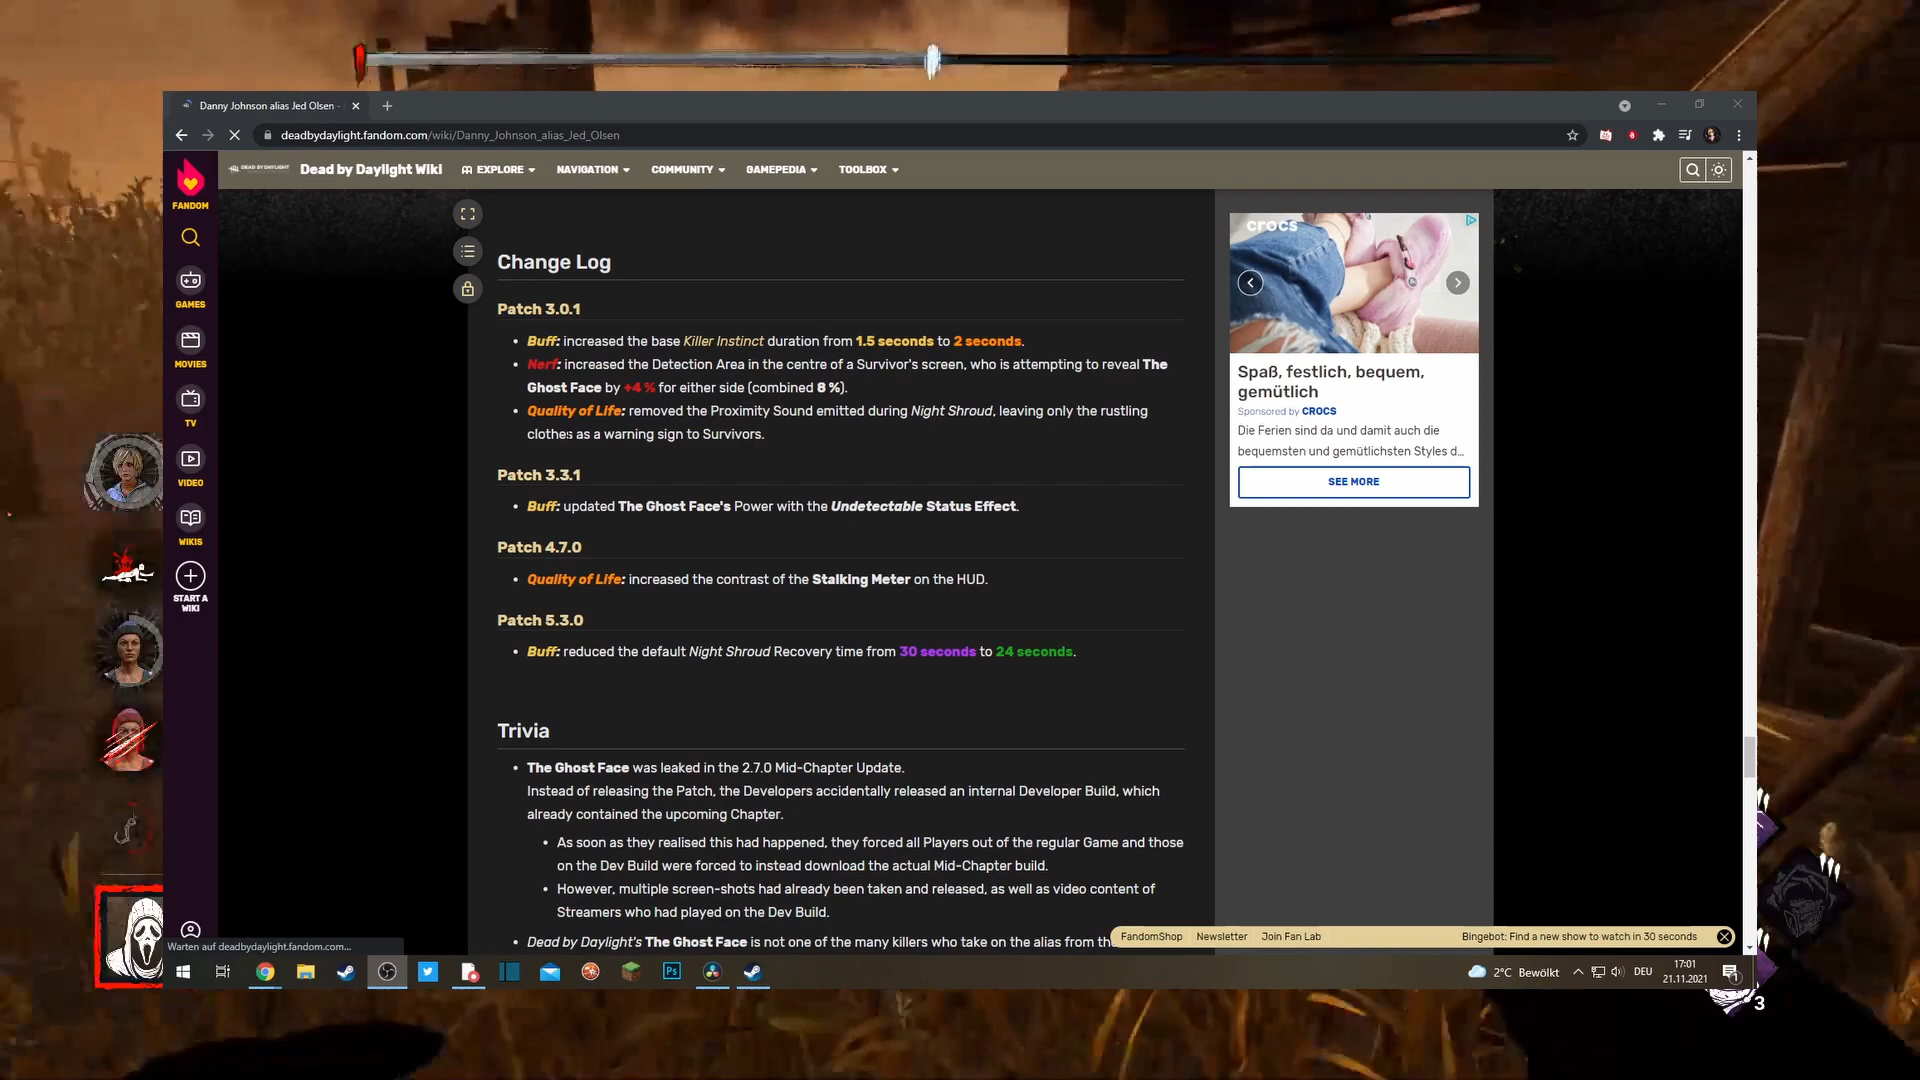 Danny Johnson alias Jed Olsen -
deadbydaylight.fandom.com/wiki/Danny_Johnson_alias_Jed_Olsen
DEAD BY DAYLIGHT
Dead by Daylight Wiki
EXPLORE
NAVIGATION
COMMUNITY
GAMEPEDIA
TOOLBOX
FANDOM
GAMES
MOVIES
TV
VIDEO
WIKIS
START A
WIKI
Change Log
Patch 3.0.1
• Buff: increased the base Killer Instinct duration from 1.5 seconds to 2 seconds.
• Nerf: increased the Detection Area in the centre of a Survivor's screen, who is attempting to reveal The
Ghost Face by +4 % for either side (combined 8 %).
• Quality of Life: removed the Proximity Sound emitted during Night Shroud, leaving only the rustling
clothes as a warning sign to Survivors.
Patch 3.3.1
• Buff: updated The Ghost Face's Power with the Undetectable Status Effect.
Patch 4.7.0
• Quality of Life: increased the contrast of the Stalking Meter on the HUD.
Patch 5.3.0
• Buff: reduced the default Night Shroud Recovery time from 30 seconds to 24 seconds.
Trivia
• The Ghost Face was leaked in the 2.7.0 Mid-Chapter Update.
Instead of releasing the Patch, the Developers accidentally released an internal Developer Build, which
already contained the upcoming Chapter.
• As soon as they realised this had happened, they forced all Players out of the regular Game and those
on the Dev Build were forced to instead download the actual Mid-Chapter build.
• However, multiple screen-shots had already been taken and released, as well as video content of
Streamers who had played on the Dev Build.
• Dead by Daylight's The Ghost Face is not one of the many killers who take on the alias from the
crocs
Spaß, festlich, bequem,
gemütlich
Sponsored by CROCS
Die Ferien sind da und damit auch die
bequemsten und gemütlichsten Styles d...
SEE MORE
FandomShop
Newsletter
Join Fan Lab
Bingebot: Find a new show to watch in 30 seconds
Warten auf deadbydaylight.fandom.com...
Ps
2°C Bewölkt
DEU
17:01
21.11.2021
1
3